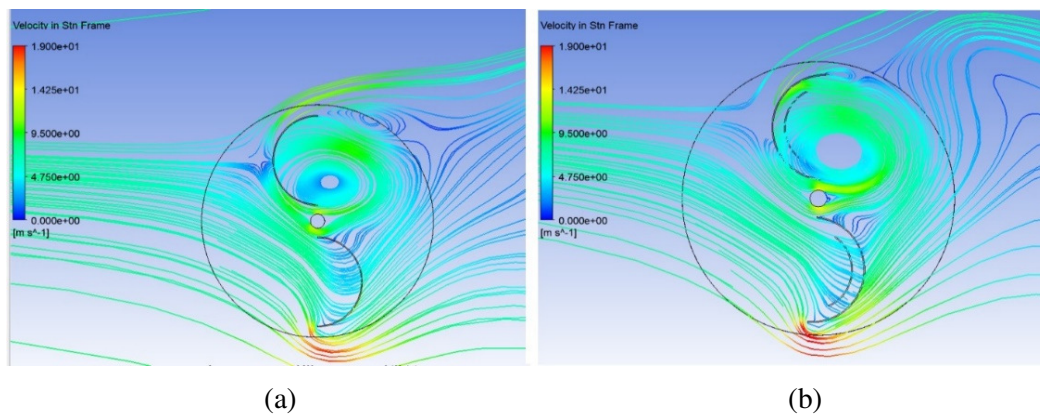 Velocity in Stn Frame
1.900e+01
1.425e+01
9.500e+00
4.750e+00
0.000e+00
[m s^-1]
Velocity in Stn Frame
1.900e+01
1.425e+01
9.500e+00
4.750e+00
0.000e+00
[m s^-1]
(a)
(b)